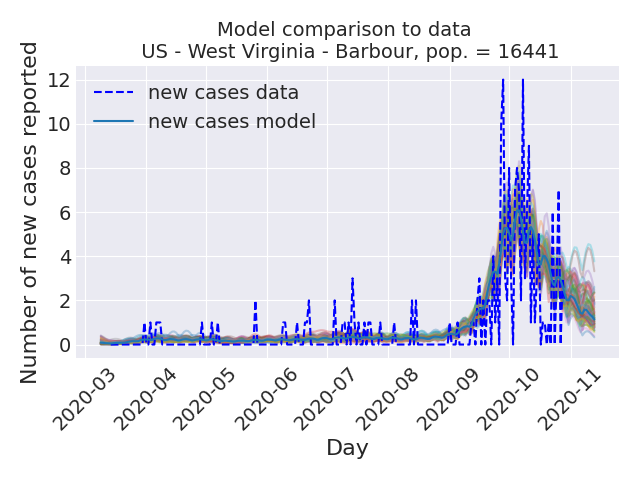 Model comparison to data
US - West Virginia - Barbour, pop. = 16441
Number of new cases reported
12
10
8
6
4
2
0
new cases data
new cases model
2020-03
2020-04
2020-05
2020-06
2020-07
2020-08
2020-09
2020-10
2020-11
Day